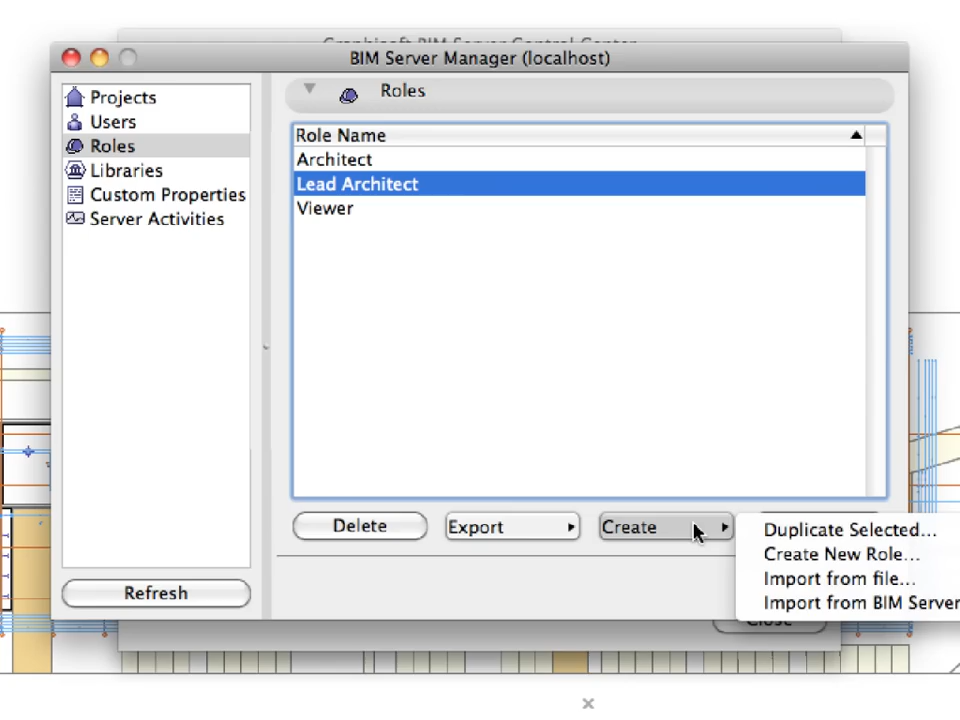 BIM Server Manager (localhost)
Projects
Users
Roles
Libraries
Custom Properties
Server Activities
Refresh
Roles
Role Name
Architect
Lead Architect
Viewer
Delete
Export
Create
Duplicate Selected...
Create New Role...
Import from file...
Import from BIM Server
Close